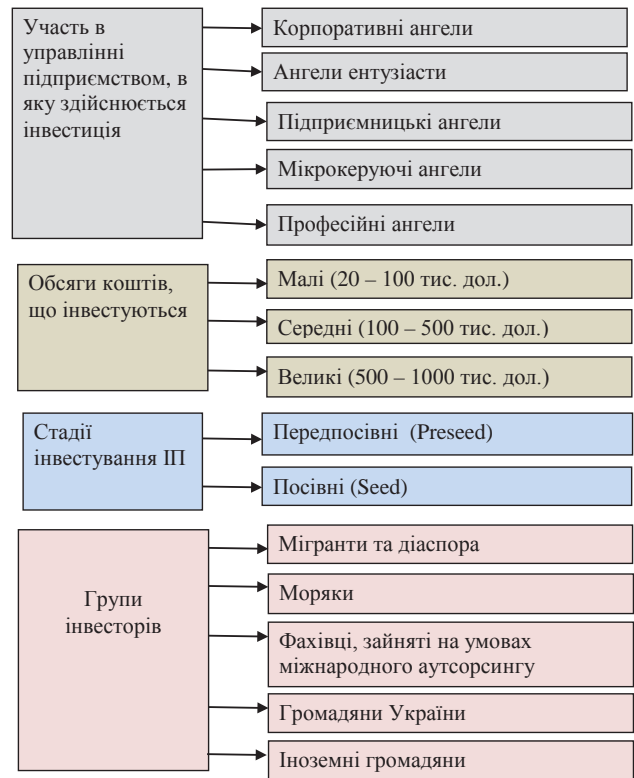 Участь в
управлінні
підприємством, в
яку здійснюється
інвестиція
Корпоративні ангели
Ангели ентузіасти
Підприємницькі ангели
Мікрокеруючі ангели
Професійні ангели
Обсяги коштів,
що інвестуються
Малі (20 – 100 тис. дол.)
Середні (100 – 500 тис. дол.)
Великі (500 – 1000 тис. дол.)
Стадії
інвестування ІП
Передпосівні (Preseed)
Посівні (Seed)
Групи
інвесторів
Мігранти та діаспора
Моряки
Фахівці, зайняті на умовах
міжнародного аутсорсингу
Громадяни України
Іноземні громадяни